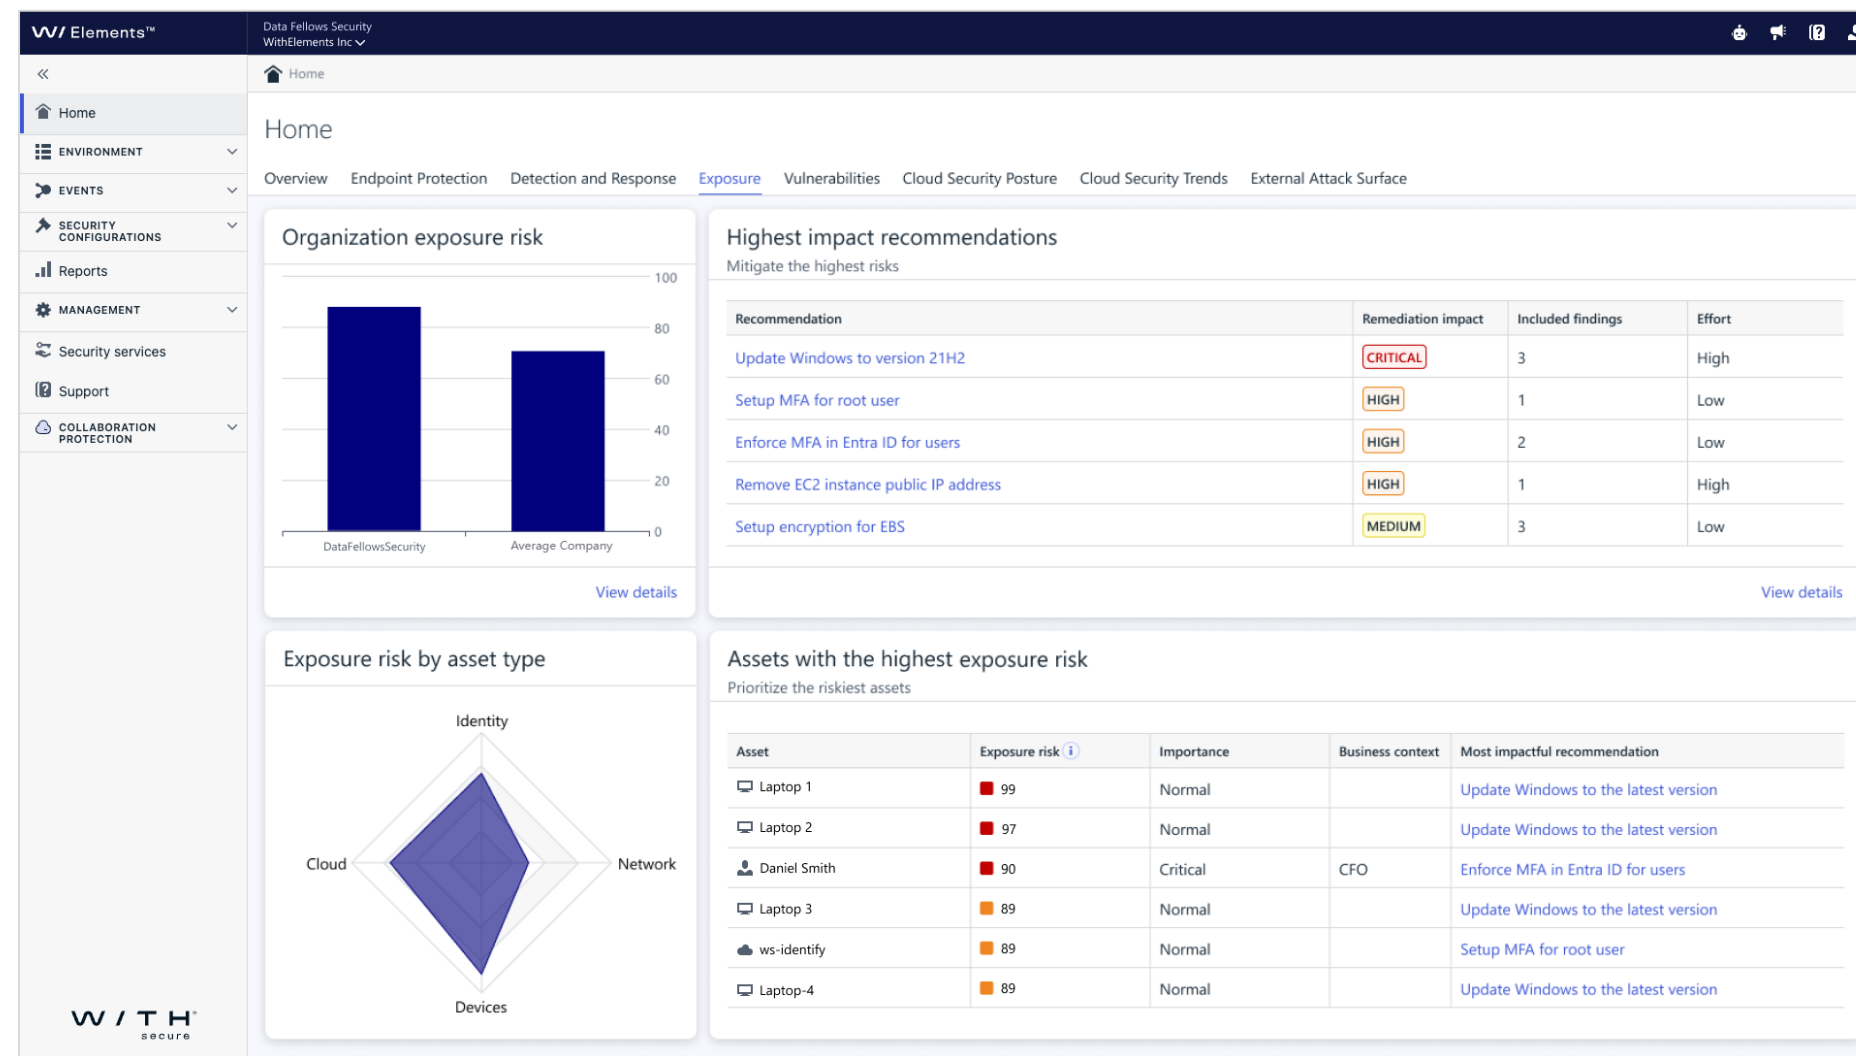 W/ Elements™
Data Fellows Security
WithElements Inc
Home
Home
ENVIRONMENT
EVENTS
SECURITY
CONFIGURATIONS
Reports
MANAGEMENT
Security services
Support
COLLABORATION
PROTECTION
W / T H
secure
Home
Overview Endpoint Protection Detection and Response Exposure Vulnerabilities Cloud Security Posture Cloud Security Trends External Attack Surface
Organization exposure risk
100
80
60
40
20
0
DataFellowsSecurity Average Company
View details
Highest impact recommendations
Mitigate the highest risks
Recommendation Remediation impact Included findings Effort
Update Windows to version 21H2 CRITICAL 3 High
Setup MFA for root user HIGH 1 Low
Enforce MFA in Entra ID for users HIGH 2 Low
Remove EC2 instance public IP address HIGH 1 High
Setup encryption for EBS MEDIUM 3 Low
View details
Exposure risk by asset type
Identity
Cloud Network
Devices
Assets with the highest exposure risk
Prioritize the riskiest assets
Asset Exposure risk i Importance Business context Most impactful recommendation
Laptop 1 99 Normal Update Windows to the latest version
Laptop 2 97 Normal Update Windows to the latest version
Daniel Smith 90 Critical CFO Enforce MFA in Entra ID for users
Laptop 3 89 Normal Update Windows to the latest version
ws-identify 89 Normal Setup MFA for root user
Laptop-4 89 Normal Update Windows to the latest version